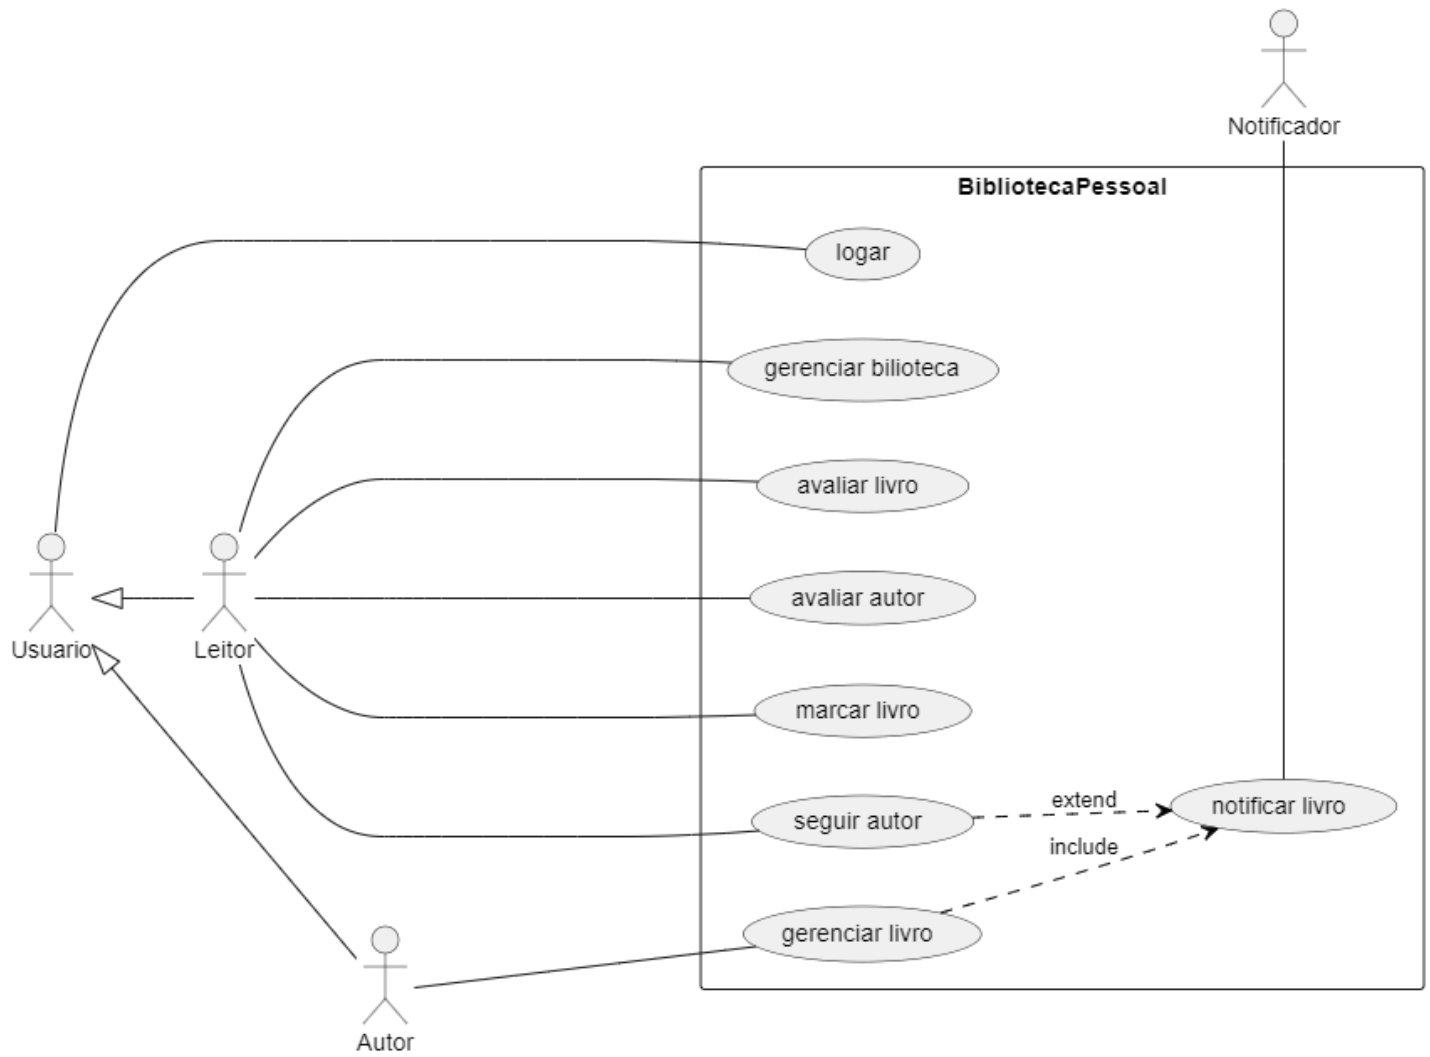 Notificador
BibliotecaPessoal
logar
gerenciar bilioteca
avaliar livro
avaliar autor
Usuario
Leitor
marcar livro
extend
notificar livro
seguir autor
include
gerenciar livro
Autor